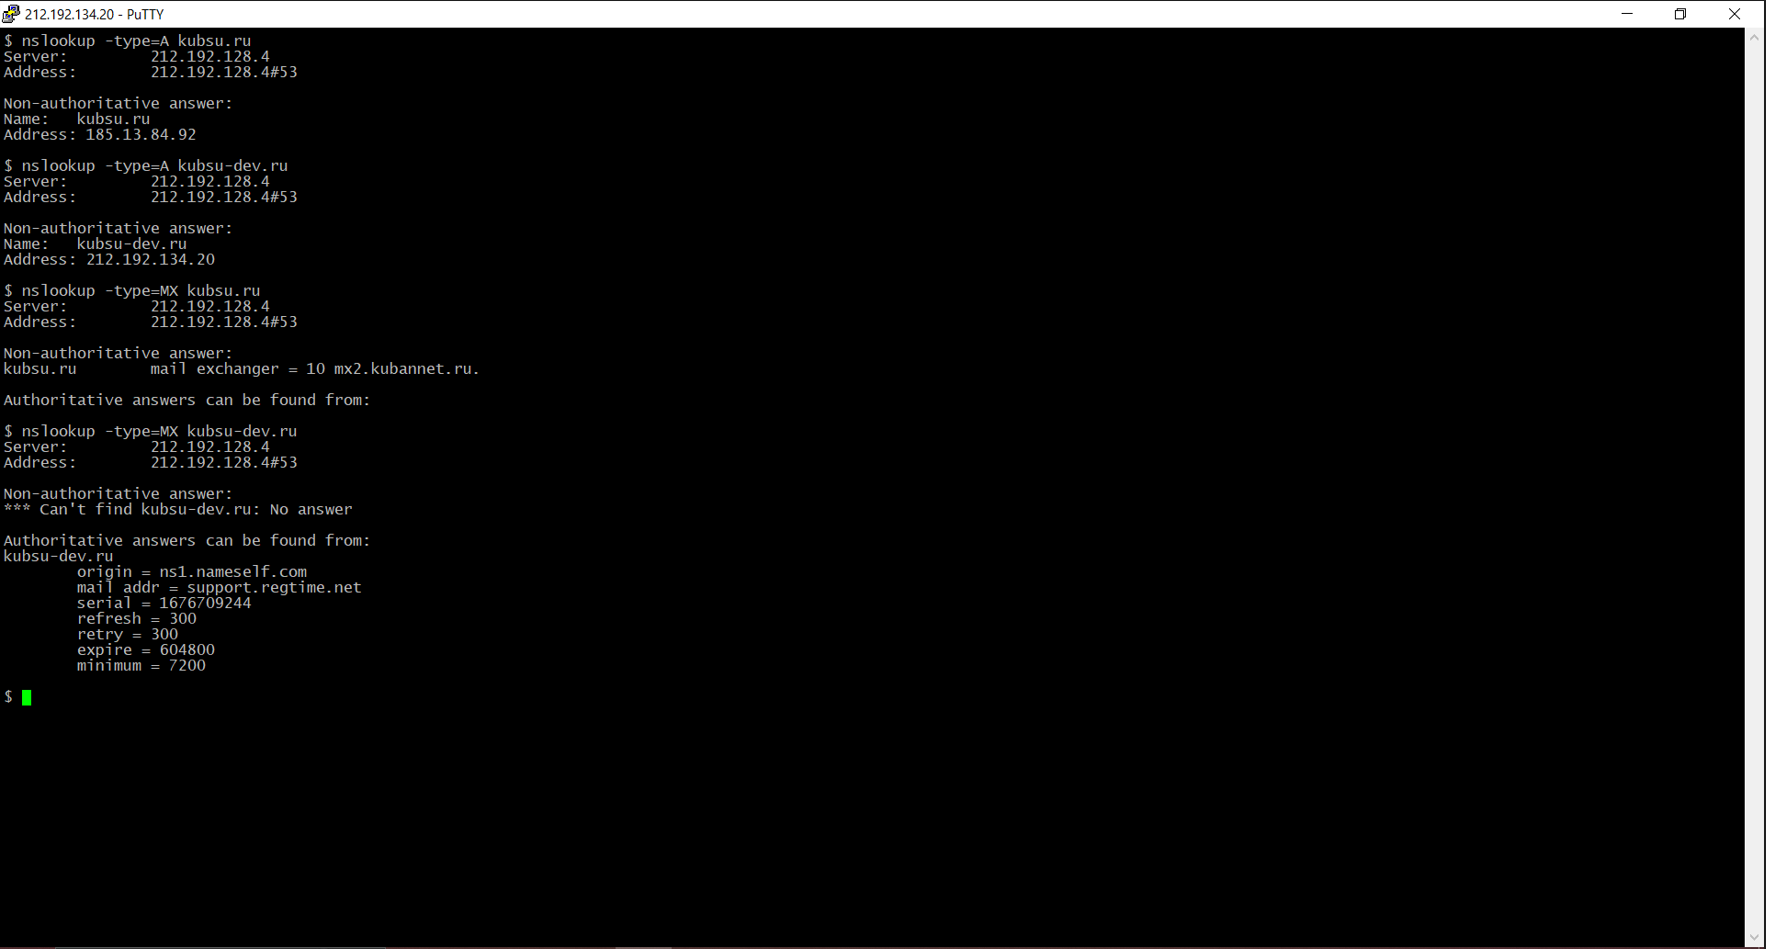 212.192.134.20 - PuTTY
$ nslookup -type=A kubsu.ru
Server:         212.192.128.4
Address:        212.192.128.4#53

Non-authoritative answer:
Name:   kubsu.ru
Address: 185.13.84.92

$ nslookup -type=A kubsu-dev.ru
Server:         212.192.128.4
Address:        212.192.128.4#53

Non-authoritative answer:
Name:   kubsu-dev.ru
Address: 212.192.134.20

$ nslookup -type=MX kubsu.ru
Server:         212.192.128.4
Address:        212.192.128.4#53

Non-authoritative answer:
kubsu.ru        mail exchanger = 10 mx2.kubannet.ru.

Authoritative answers can be found from:

$ nslookup -type=MX kubsu-dev.ru
Server:         212.192.128.4
Address:        212.192.128.4#53

Non-authoritative answer:
*** Can't find kubsu-dev.ru: No answer

Authoritative answers can be found from:
kubsu-dev.ru
        origin = ns1.nameself.com
        mail addr = support.regtime.net
        serial = 1676709244
        refresh = 300
        retry = 300
        expire = 604800
        minimum = 7200

$